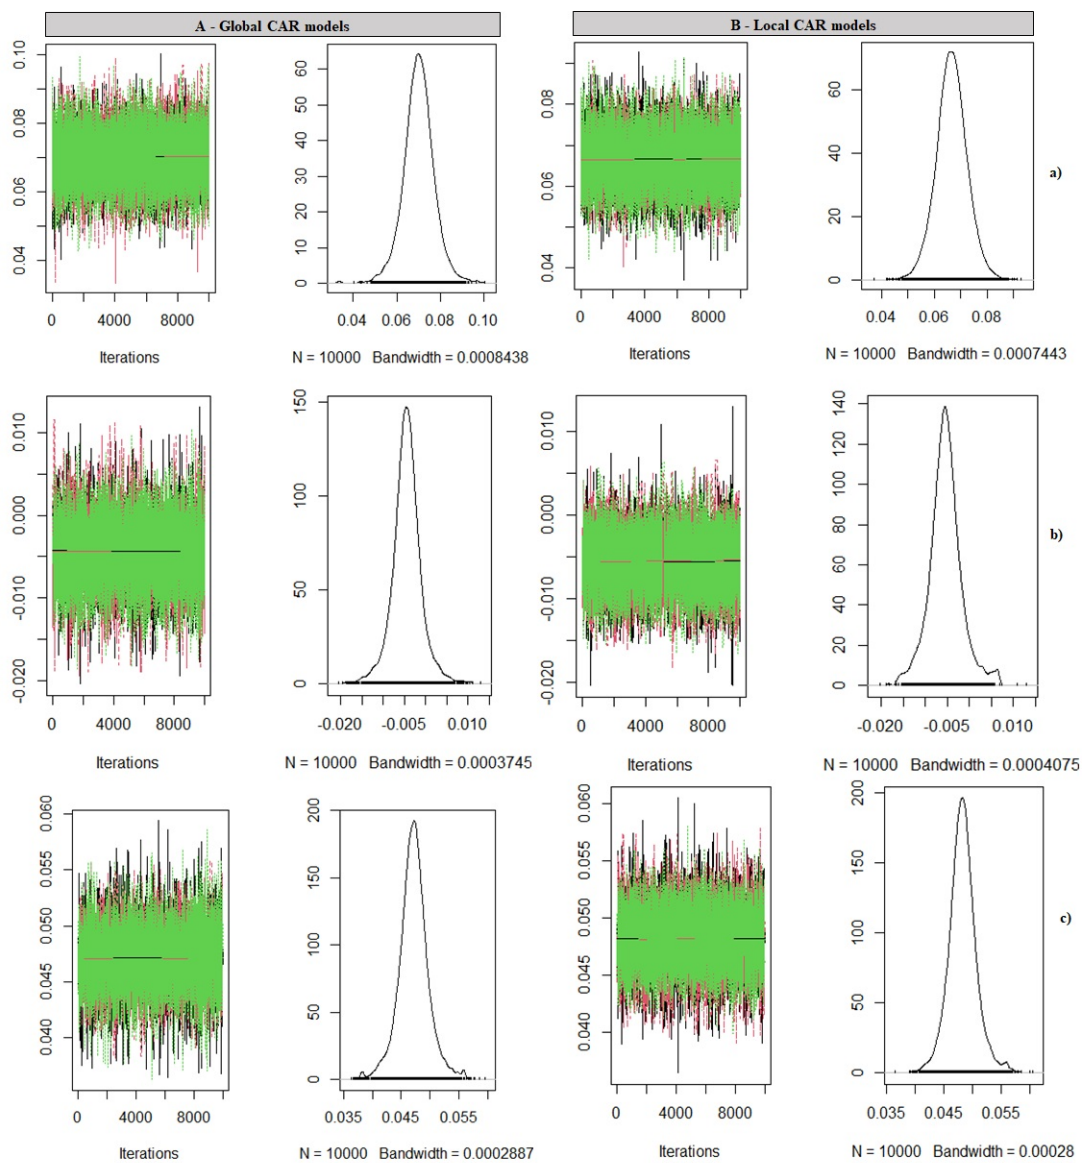 A - Global CAR models
B - Local CAR models
0.04 0.06 0.08 0.10
0 4000 8000
Iterations
0 10 20 30 40 50 60
0.04 0.06 0.08 0.10
N = 10000 Bandwidth = 0.0008438
0.04 0.06 0.08
0 4000 8000
Iterations
0 20 40 60
0.04 0.06 0.08
N = 10000 Bandwidth = 0.0007443
a)
-0.020 -0.010 0.000 0.010
0 4000 8000
Iterations
0 50 100 150
-0.020 -0.005 0.010
N = 10000 Bandwidth = 0.0003745
-0.020 -0.010 0.000 0.010
0 4000 8000
Iterations
0 20 40 60 80 100 120 140
-0.020 -0.005 0.010
N = 10000 Bandwidth = 0.0004075
b)
0.040 0.045 0.050 0.055 0.060
0 4000 8000
Iterations
0 50 100 150 200
0.035 0.045 0.055
N = 10000 Bandwidth = 0.0002887
0.040 0.045 0.050 0.055 0.060
0 4000 8000
Iterations
0 50 100 150 200
0.035 0.045 0.055
N = 10000 Bandwidth = 0.00028
c)